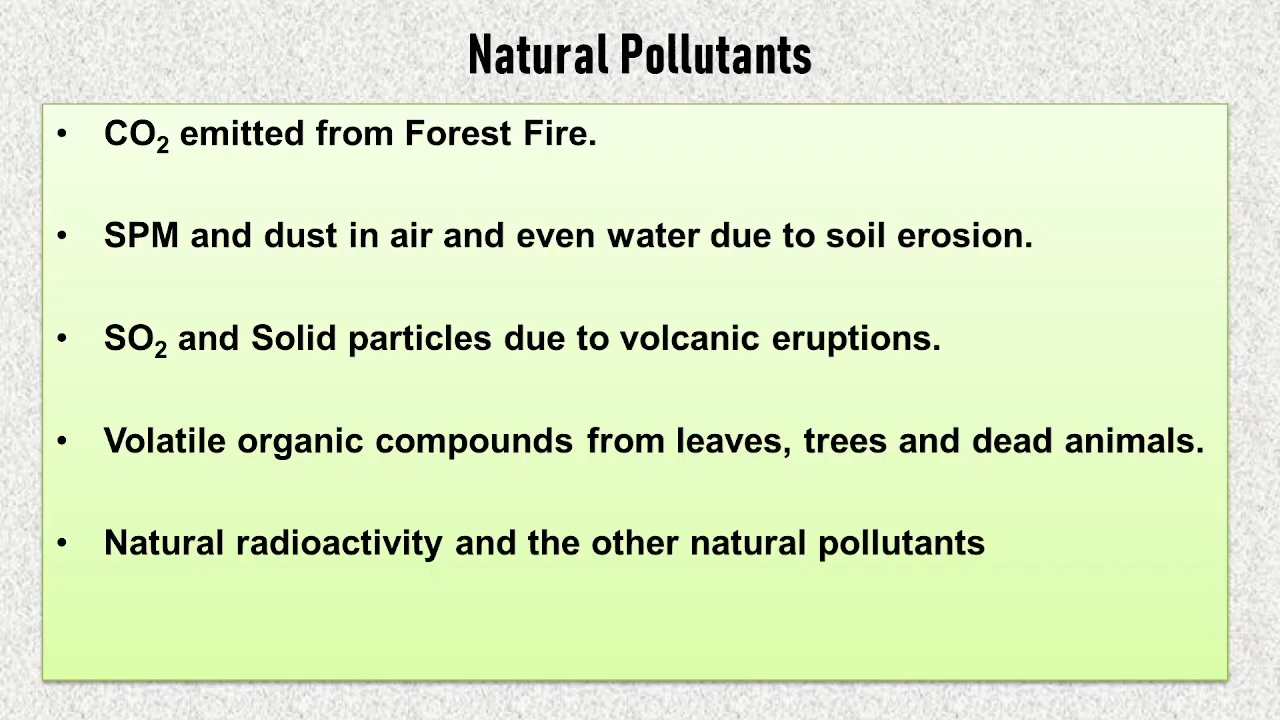 Natural Pollutants
• CO₂ emitted from Forest Fire.
• SPM and dust in air and even water due to soil erosion.
• SO₂ and Solid particles due to volcanic eruptions.
• Volatile organic compounds from leaves, trees and dead animals.
• Natural radioactivity and the other natural pollutants